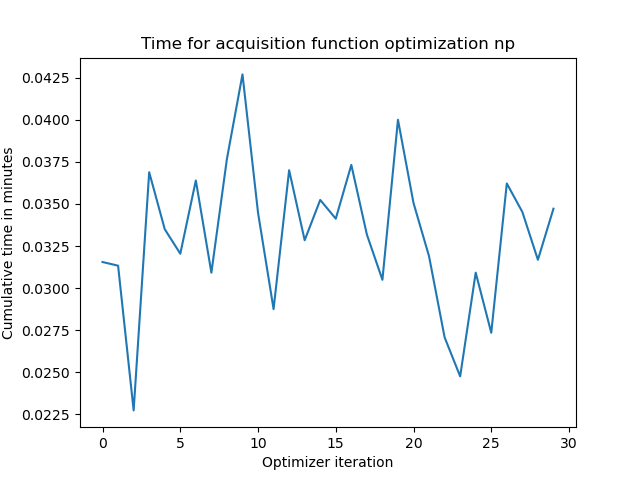 Time for acquisition function optimization np
Cumulative time in minutes
0.0425
0.0400
0.0375
0.0350
0.0325
0.0300
0.0275
0.0250
0.0225
0 5 10 15 20 25 30
Optimizer iteration